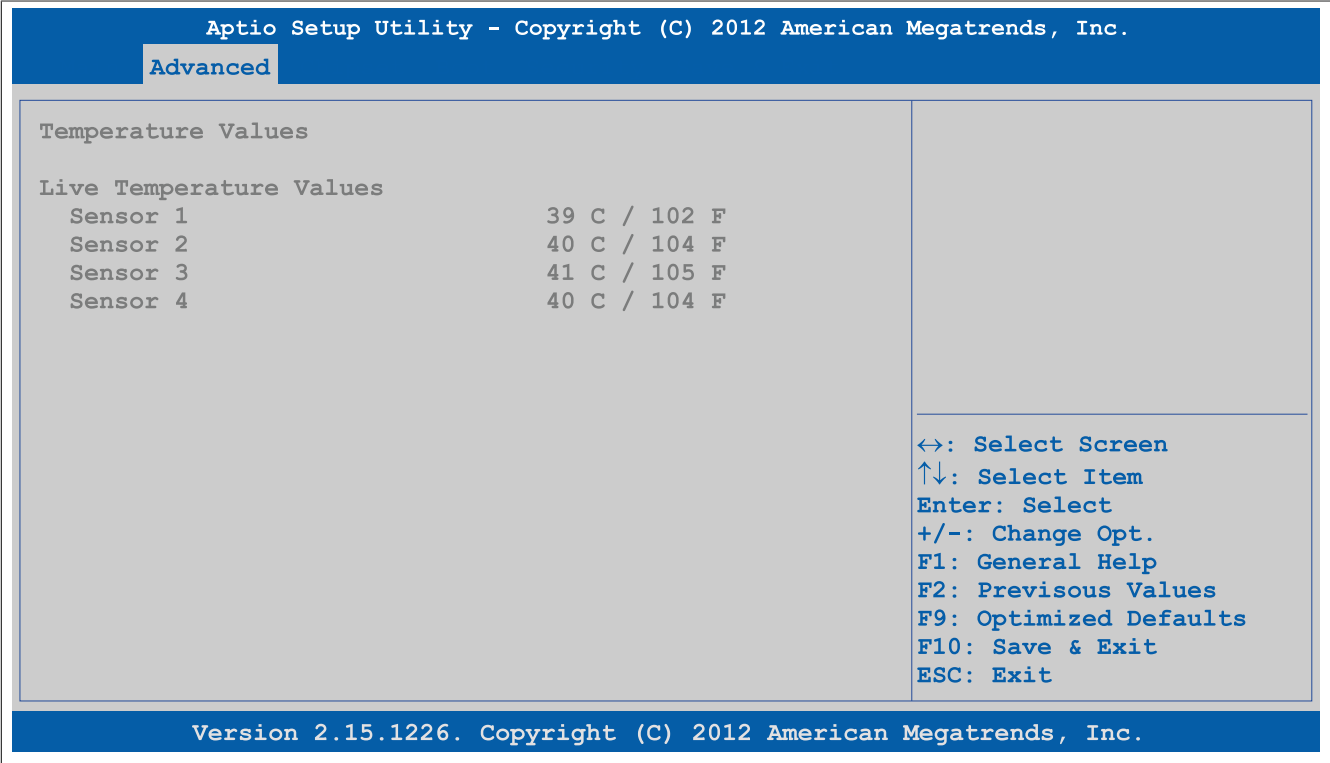 Aptio Setup Utility - Copyright (C) 2012 American Megatrends, Inc.
Advanced
Temperature Values
Live Temperature Values
Sensor 1 39 C / 102 F
Sensor 2 40 C / 104 F
Sensor 3 41 C / 105 F
Sensor 4 40 C / 104 F
↔: Select Screen
↑↓: Select Item
Enter: Select
+/-: Change Opt.
F1: General Help
F2: Previsous Values
F9: Optimized Defaults
F10: Save & Exit
ESC: Exit
Version 2.15.1226. Copyright (C) 2012 American Megatrends, Inc.